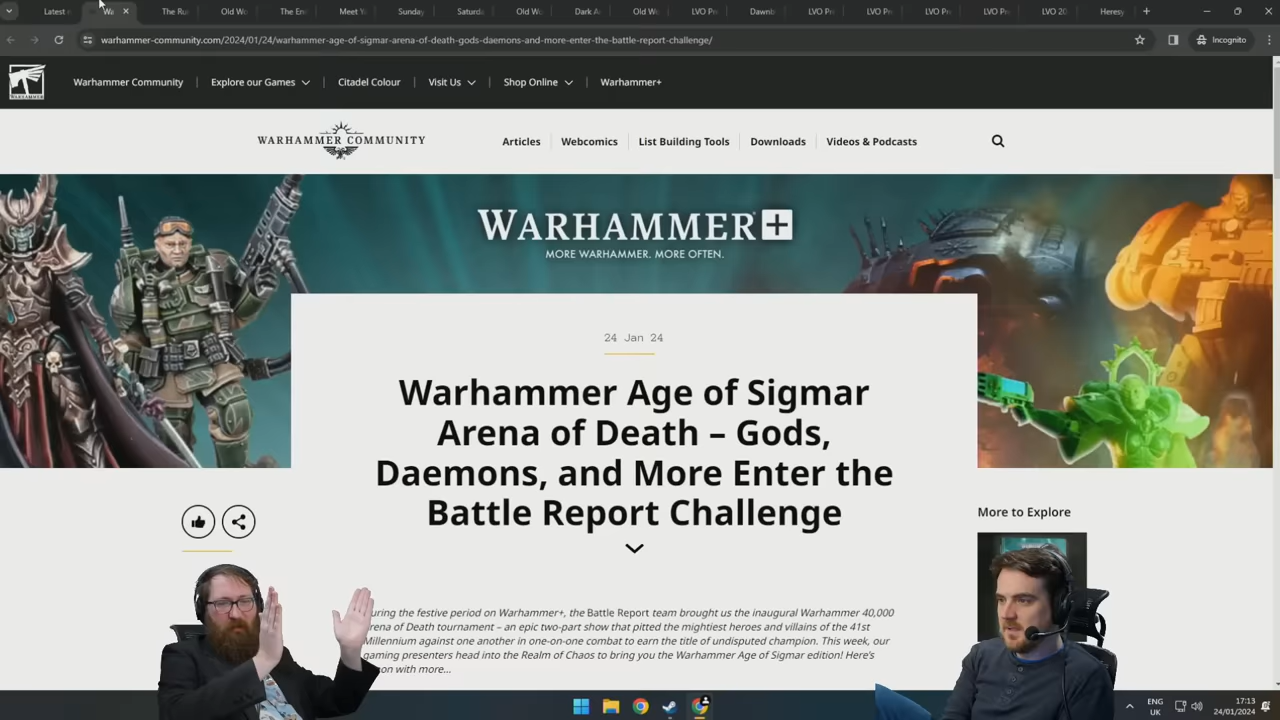 Latest
Wa
The Ru
Old Wo
The En
Meet Y
Sunday
Saturda
Old Wo
Dark A
Old Wo
LVO Pr
Dawnb
LVO Pr
LVO Pr
LVO Pr
LVO Pr
LVO 20
Heresy
warhammer-community.com/2024/01/24/warhammer-age-of-sigmar-arena-of-death-gods-daemons-and-more-enter-the-battle-report-challenge/
Incognito
Warhammer Community
Explore our Games
Citadel Colour
Visit Us
Shop Online
Warhammer+
WARHAMMER COMMUNITY
Articles
Webcomics
List Building Tools
Downloads
Videos & Podcasts
WARHAMMER+
MORE WARHAMMER. MORE OFTEN.
24 Jan 24
Warhammer Age of Sigmar
Arena of Death – Gods,
Daemons, and More Enter the
Battle Report Challenge
More to Explore
uring the festive period on Warhammer+, the Battle Report team brought us the inaugural Warhammer 40,000
rena of Death tournament – an epic two-part show that pitted the mightiest heroes and villains of the 41st
Millennium against one another in one-on-one combat to earn the title of undisputed champion. This week, our
gaming presenters head into the Realm of Chaos to bring you the Warhammer Age of Sigmar edition! Here's
on with more...
ENG
UK
17:13
24/01/2024